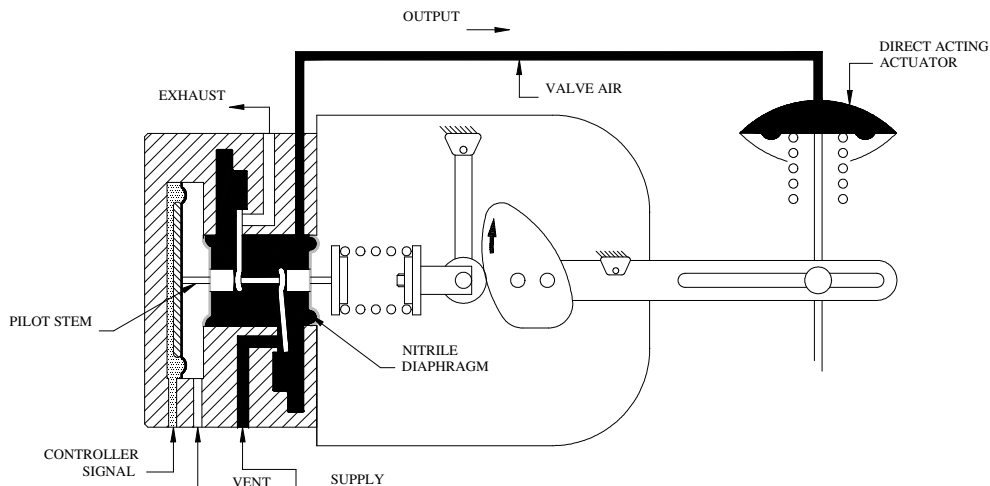 OUTPUT
DIRECT ACTING
ACTUATOR
VALVE AIR
EXHAUST
PILOT STEM
NITRILE
DIAPHRAGM
CONTROLLER
SIGNAL
VENT
SUPPLY